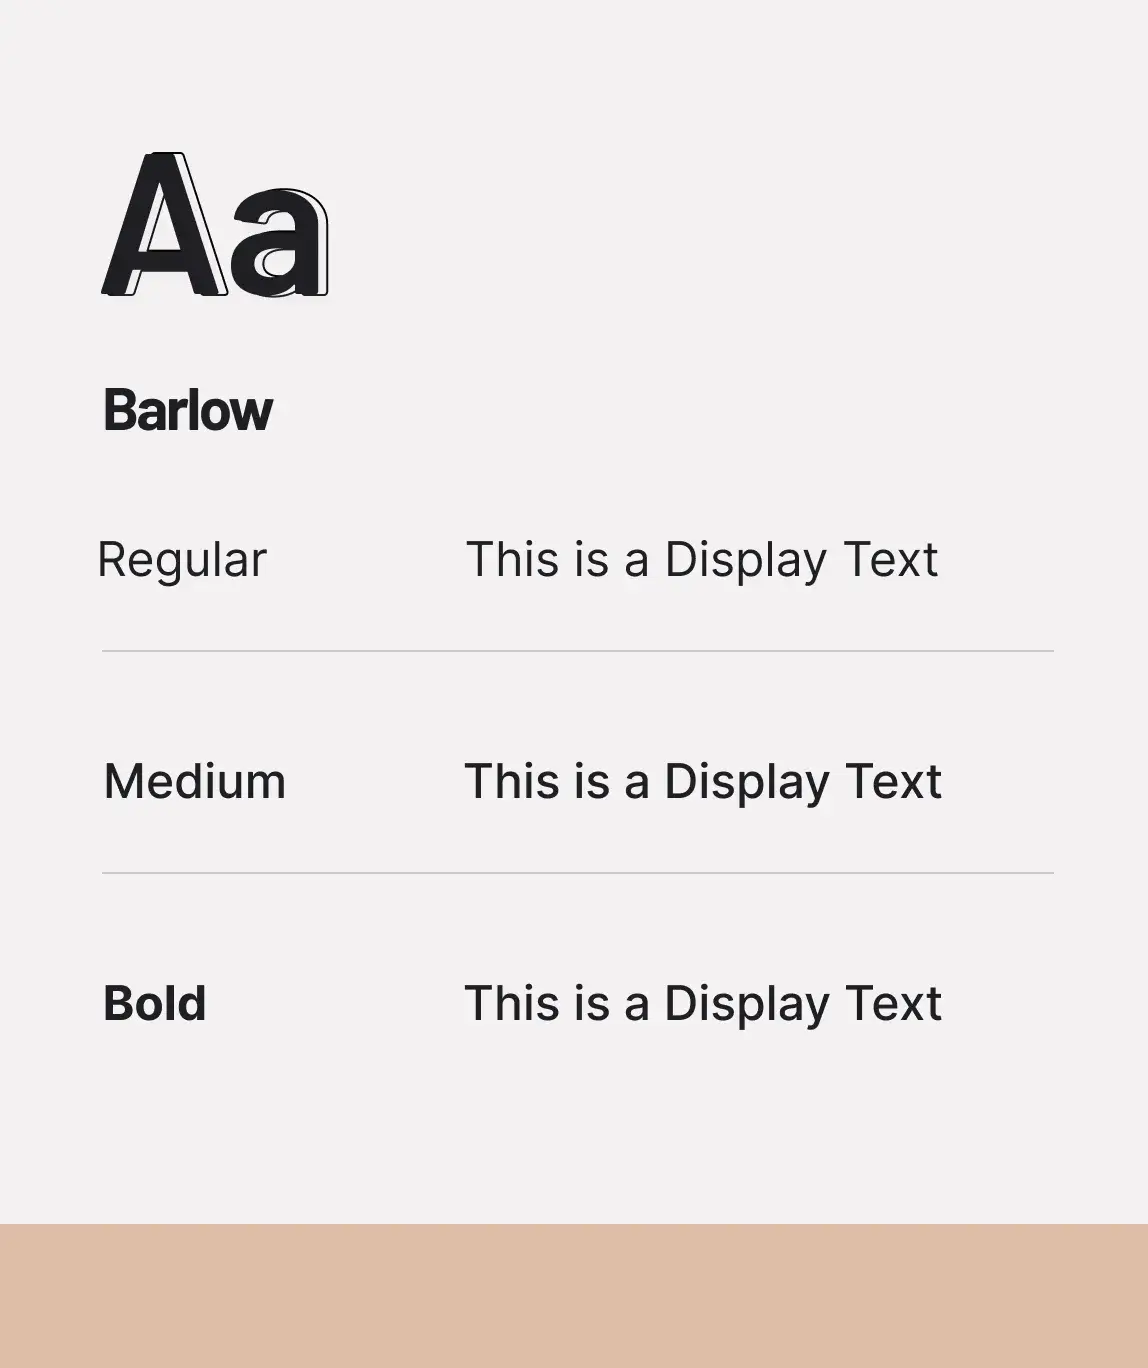 Aa
Barlow
Regular This is a Display Text
Medium This is a Display Text
Bold This is a Display Text